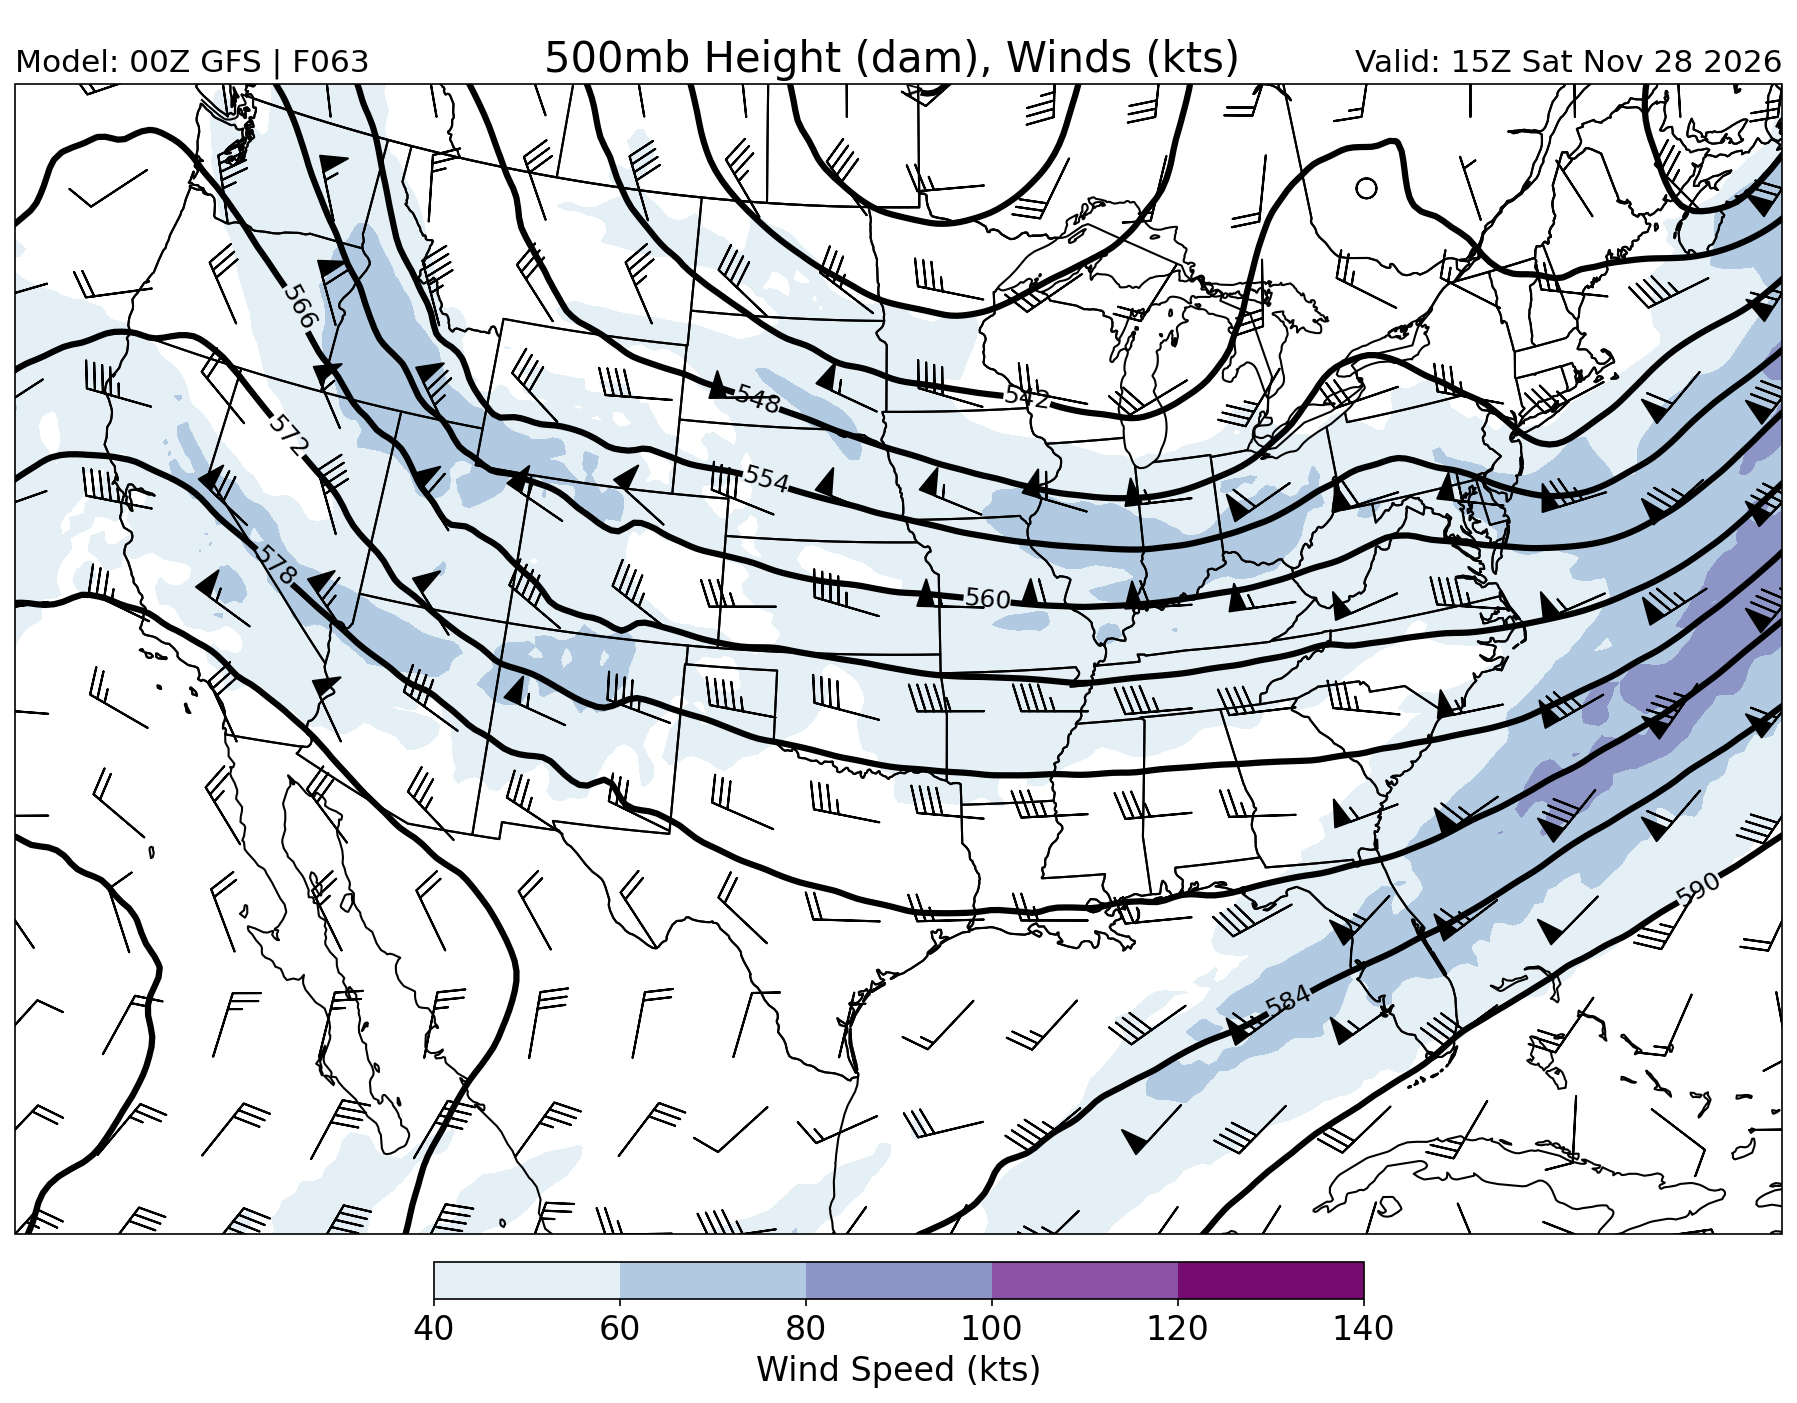 Model: 00Z GFS | F063
500mb Height (dam), Winds (kts)
Valid: 15Z Sat Nov 28 2026
566
572
578
548
542
554
560
590
584
40 60 80 100 120 140
Wind Speed (kts)